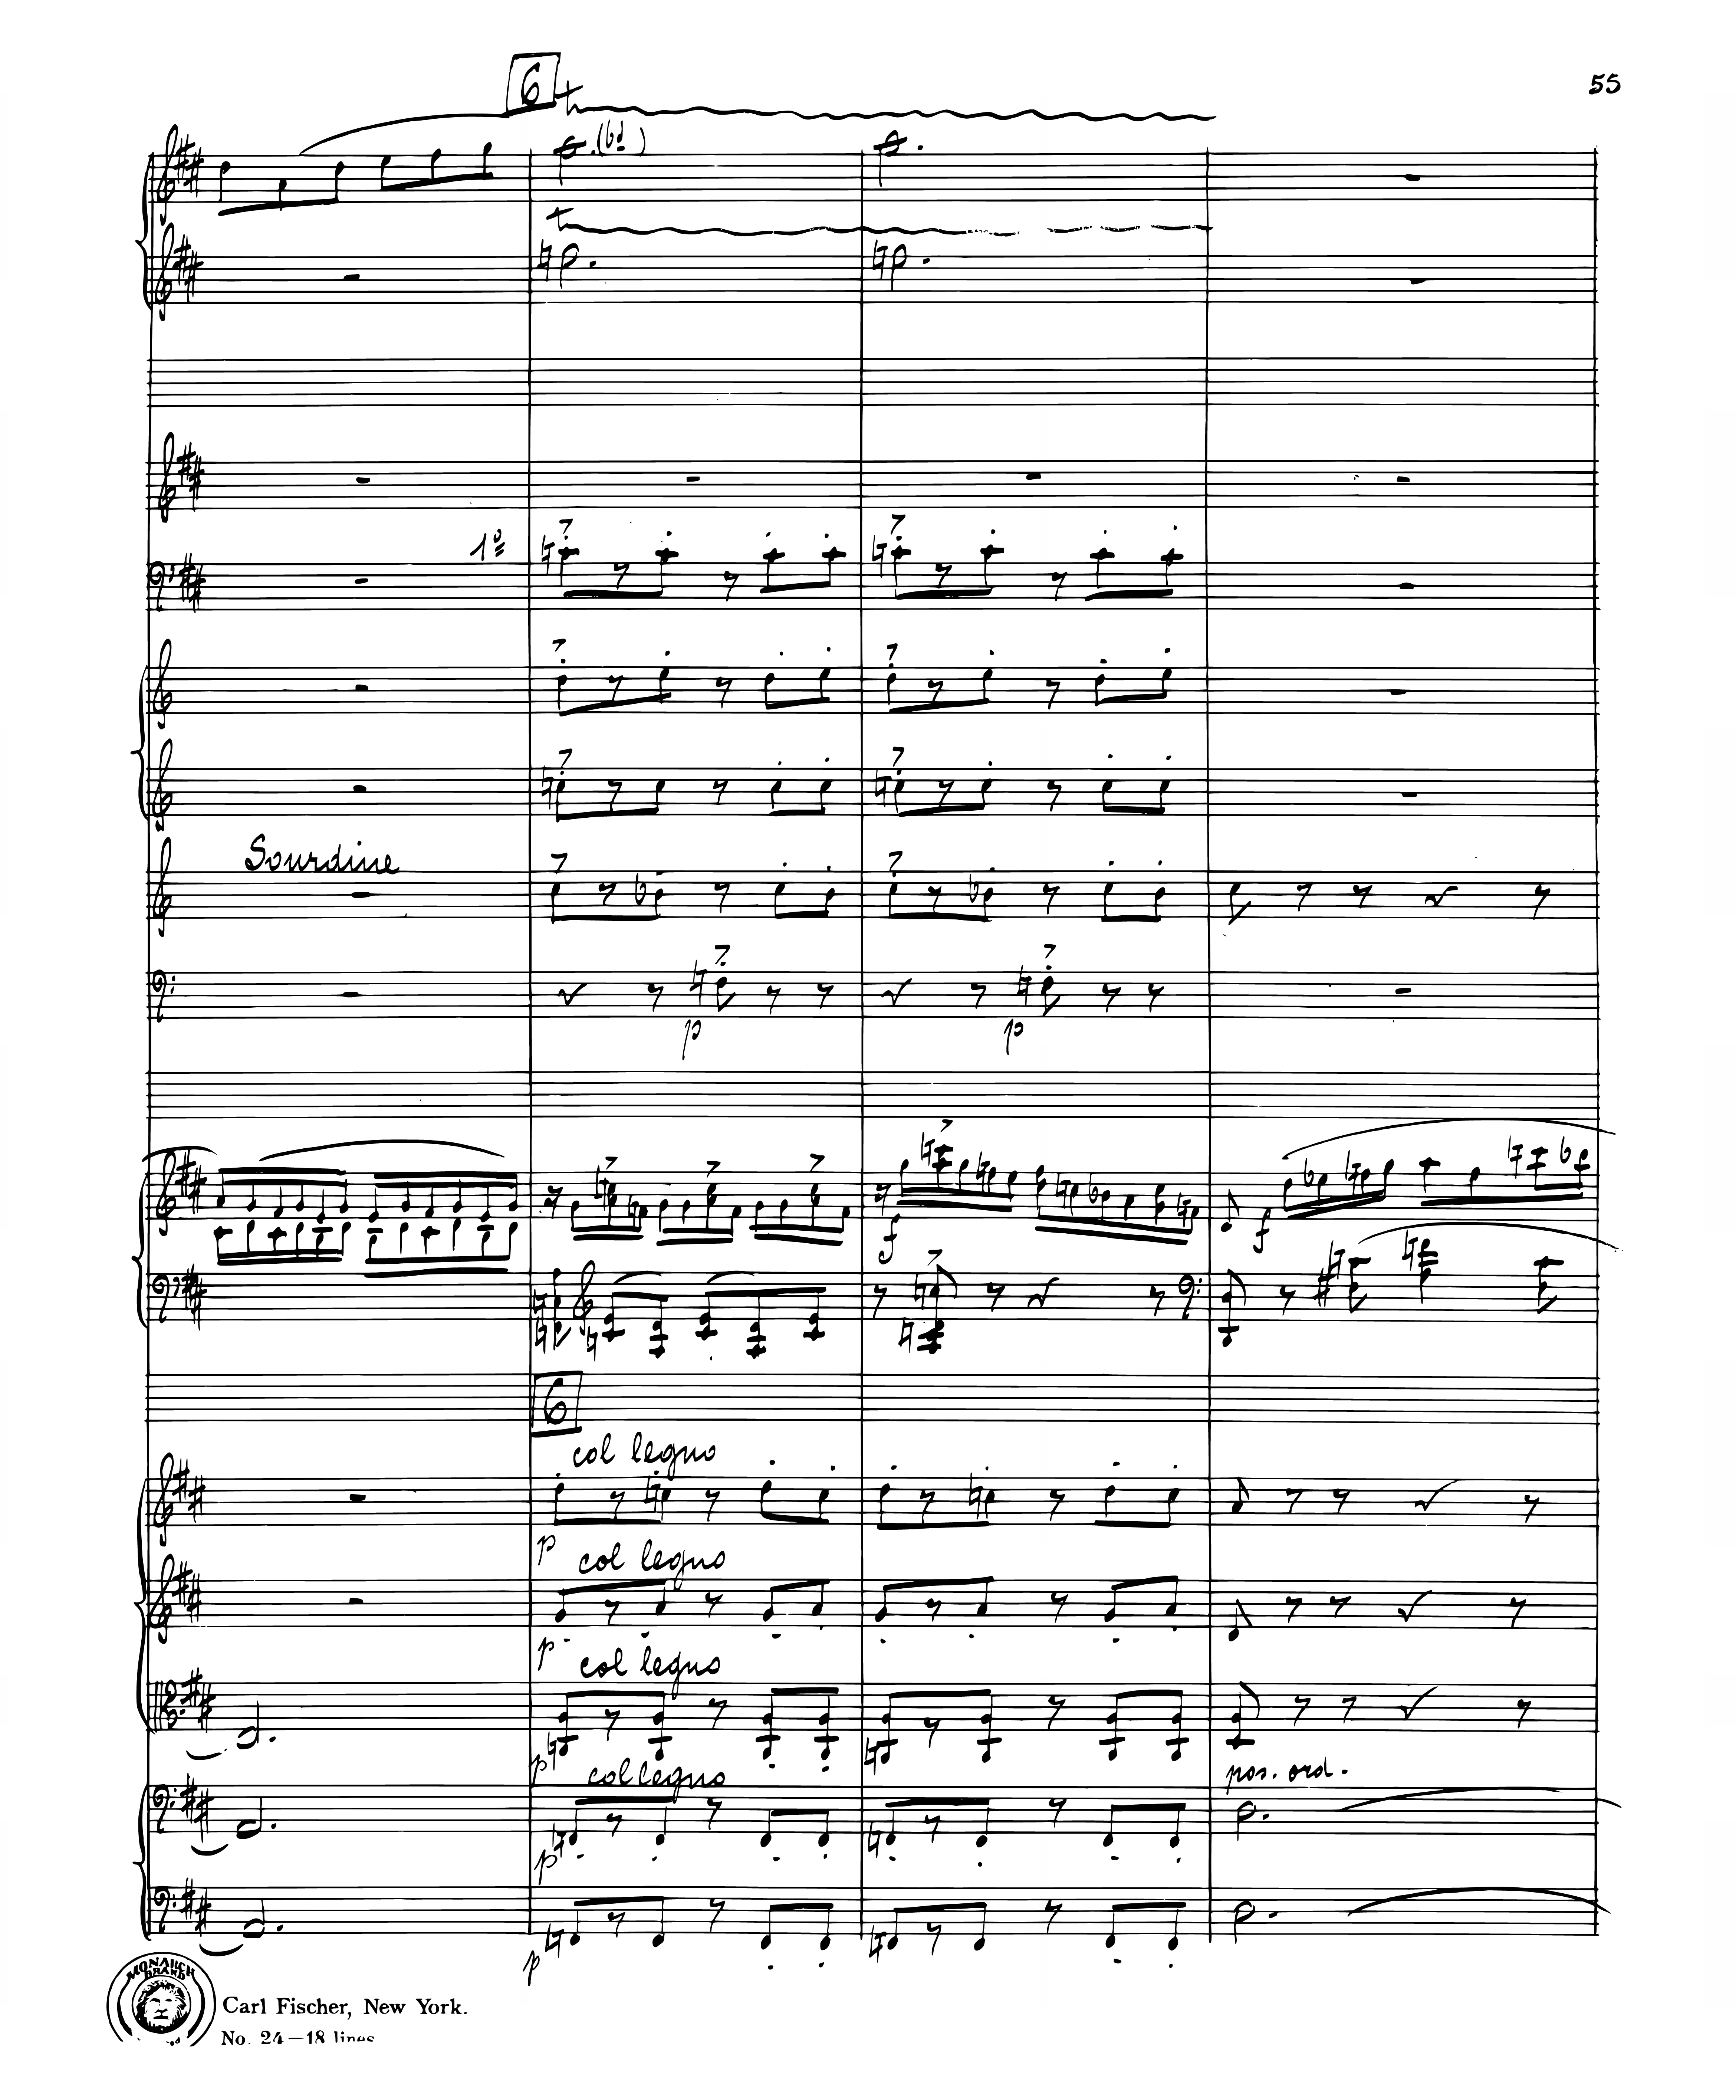 6
55
tr
(b♩)
tr
1º
Sourdine
p p
f f
6
col legno
p
col legno
p
col legno
p
col legno
pos. ord.
p
p
MONARCH
BRAND
Carl Fischer, New York.
No. 24—18 lines